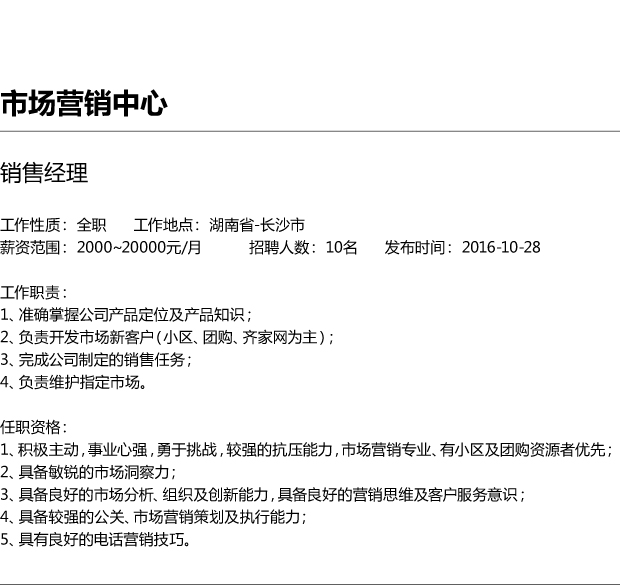 市场营销中心
销售经理
工作性质：全职 工作地点：湖南省-长沙市
薪资范围：2000~20000元/月 招聘人数：10名 发布时间：2016-10-28
工作职责：
1、准确掌握公司产品定位及产品知识；
2、负责开发市场新客户（小区、团购、齐家网为主）；
3、完成公司制定的销售任务；
4、负责维护指定市场。
任职资格：
1、积极主动，事业心强，勇于挑战，较强的抗压能力，市场营销专业、有小区及团购资源者优先；
2、具备敏锐的市场洞察力；
3、具备良好的市场分析、组织及创新能力，具备良好的营销思维及客户服务意识；
4、具备较强的公关、市场营销策划及执行能力；
5、具有良好的电话营销技巧。